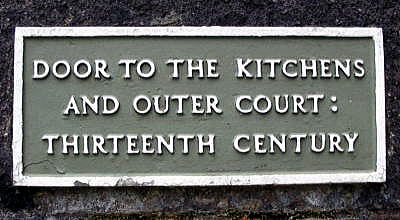 DOOR TO THE KITCHENS
AND OUTER COURT:
THIRTEENTH CENTURY